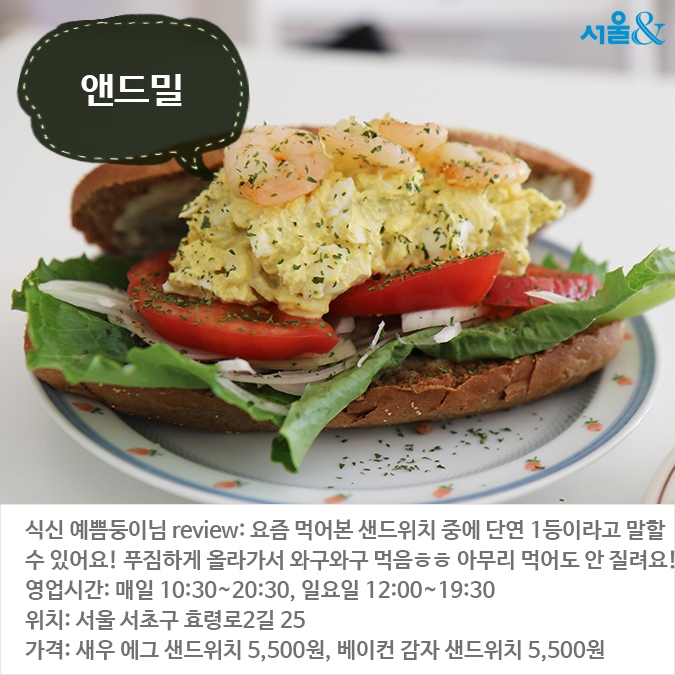 서울&
앤드밀
식신 예쁨둥이님 review: 요즘 먹어본 샌드위치 중에 단연 1등이라고 말할
수 있어요! 푸짐하게 올라가서 와구와구 먹음ㅎㅎ 아무리 먹어도 안 질려요!
영업시간: 매일 10:30~20:30, 일요일 12:00~19:30
위치: 서울 서초구 효령로2길 25
가격: 새우 에그 샌드위치 5,500원, 베이컨 감자 샌드위치 5,500원